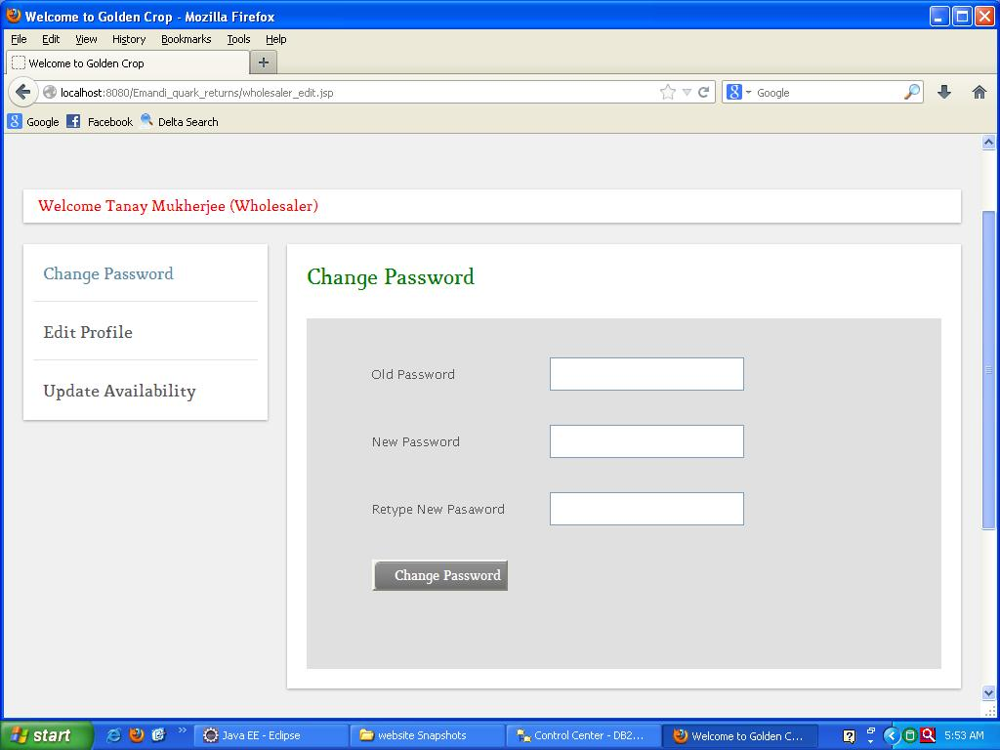 Welcome to Golden Crop - Mozilla Firefox
File Edit View History Bookmarks Tools Help
Welcome to Golden Crop
localhost:8080/Emandi_quark_returns/wholesaler_edit.jsp
Google
Google Facebook Delta Search
Welcome Tanay Mukherjee (Wholesaler)
Change Password
Edit Profile
Update Availability
Change Password
Old Password
New Password
Retype New Pasaword
Change Password
start
Java EE - Eclipse
website Snapshots
Control Center - DB2...
Welcome to Golden C...
5:53 AM